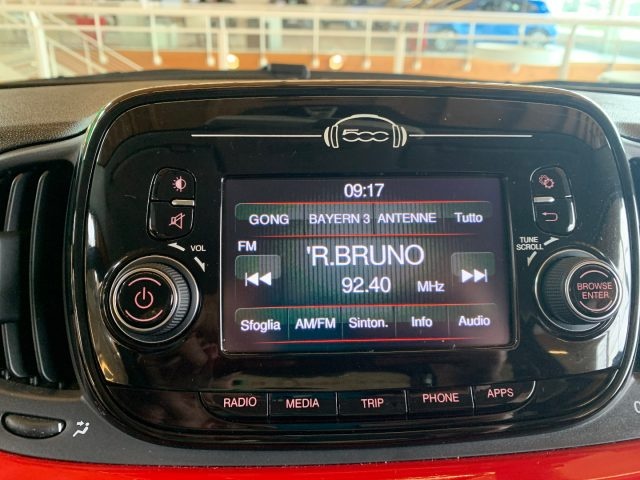 500
09:17
GONG BAYERN 3 ANTENNE Tutto
FM
'R.BRUNO
92.40 MHz
Sfoglia AM/FM Sinton. Info Audio
VOL
TUNE
SCROLL
BROWSE
ENTER
RADIO MEDIA TRIP PHONE APPS